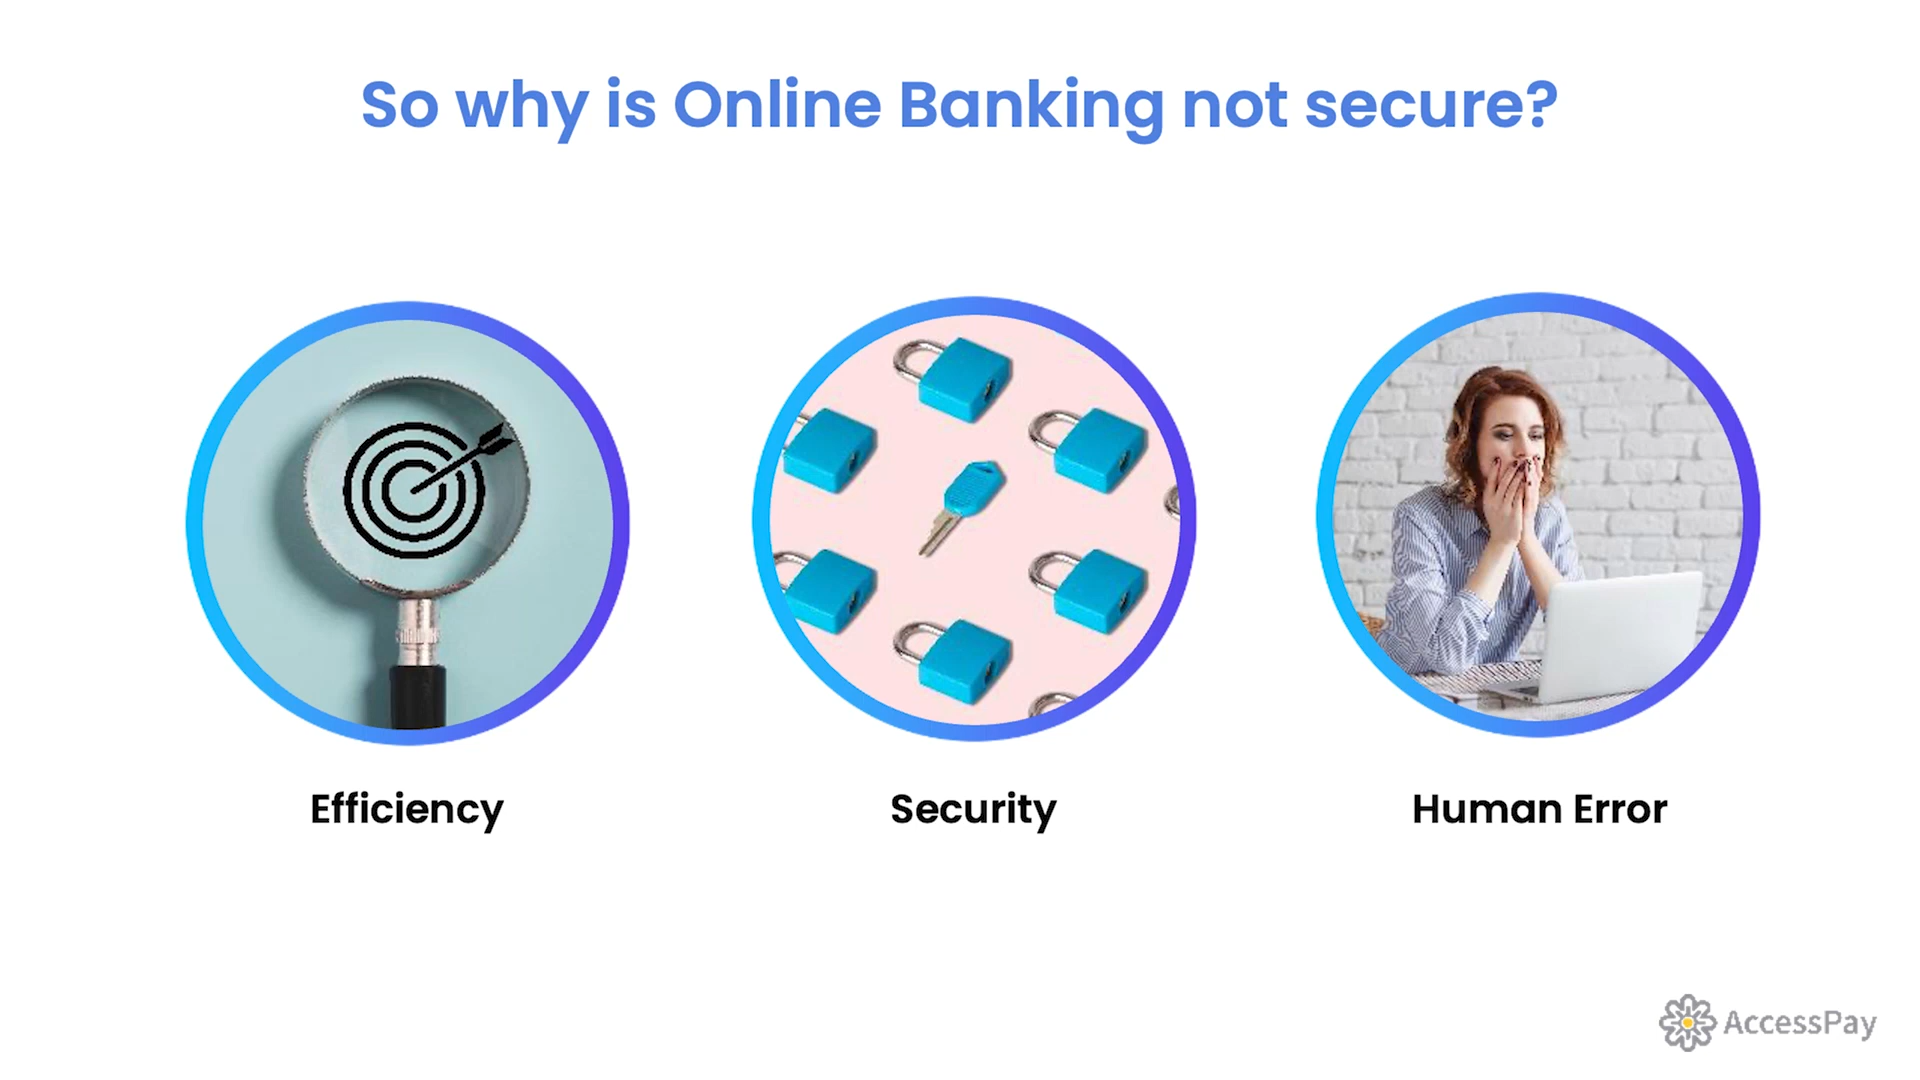 So why is Online Banking not secure?
Efficiency
Security
Human Error
AccessPay